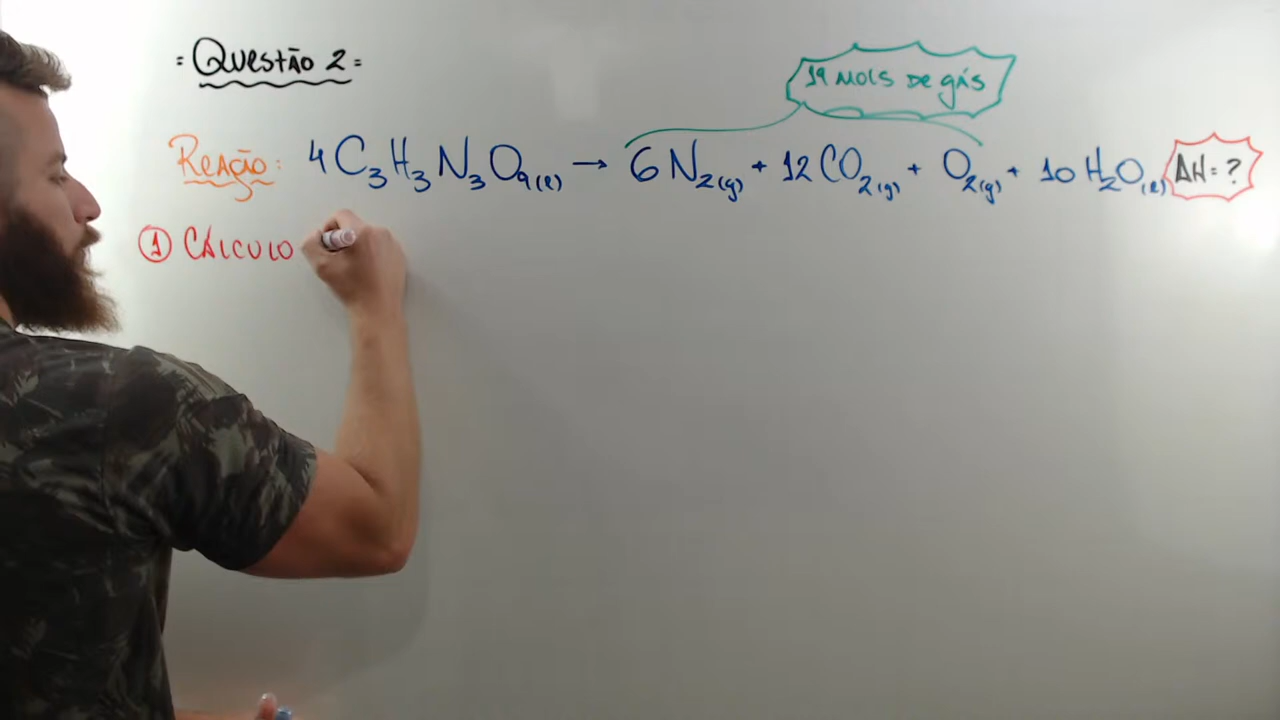 = Questão 2 =
19 mols de gás
Reação: 4 C₃H₃N₃O₉(ℓ) → 6 N₂(g) + 12 CO₂(g) + O₂(g) + 10 H₂O(ℓ) ΔH = ?
① CÁLCULO